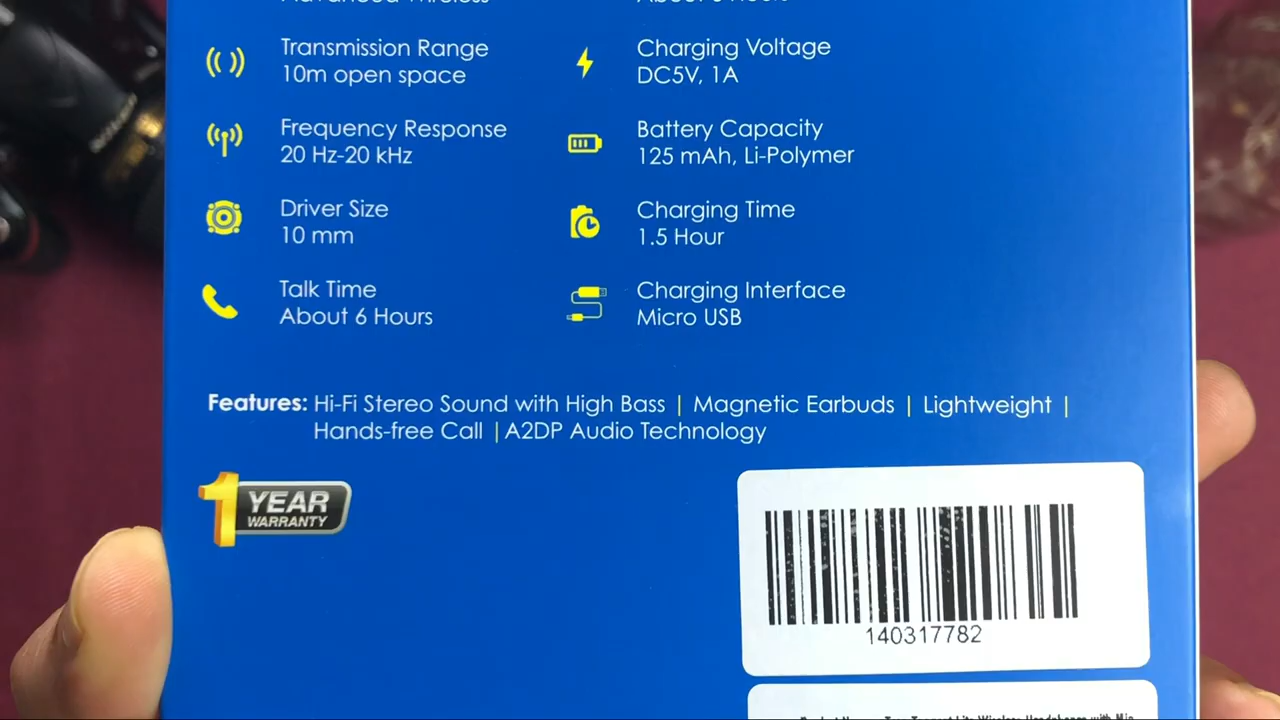 Transmission Range
10m open space
Charging Voltage
DC5V, 1A
Frequency Response
20 Hz-20 kHz
Battery Capacity
125 mAh, Li-Polymer
Driver Size
10 mm
Charging Time
1.5 Hour
Talk Time
About 6 Hours
Charging Interface
Micro USB
Features: Hi-Fi Stereo Sound with High Bass | Magnetic Earbuds | Lightweight |
Hands-free Call |A2DP Audio Technology
1 YEAR
WARRANTY
140317782